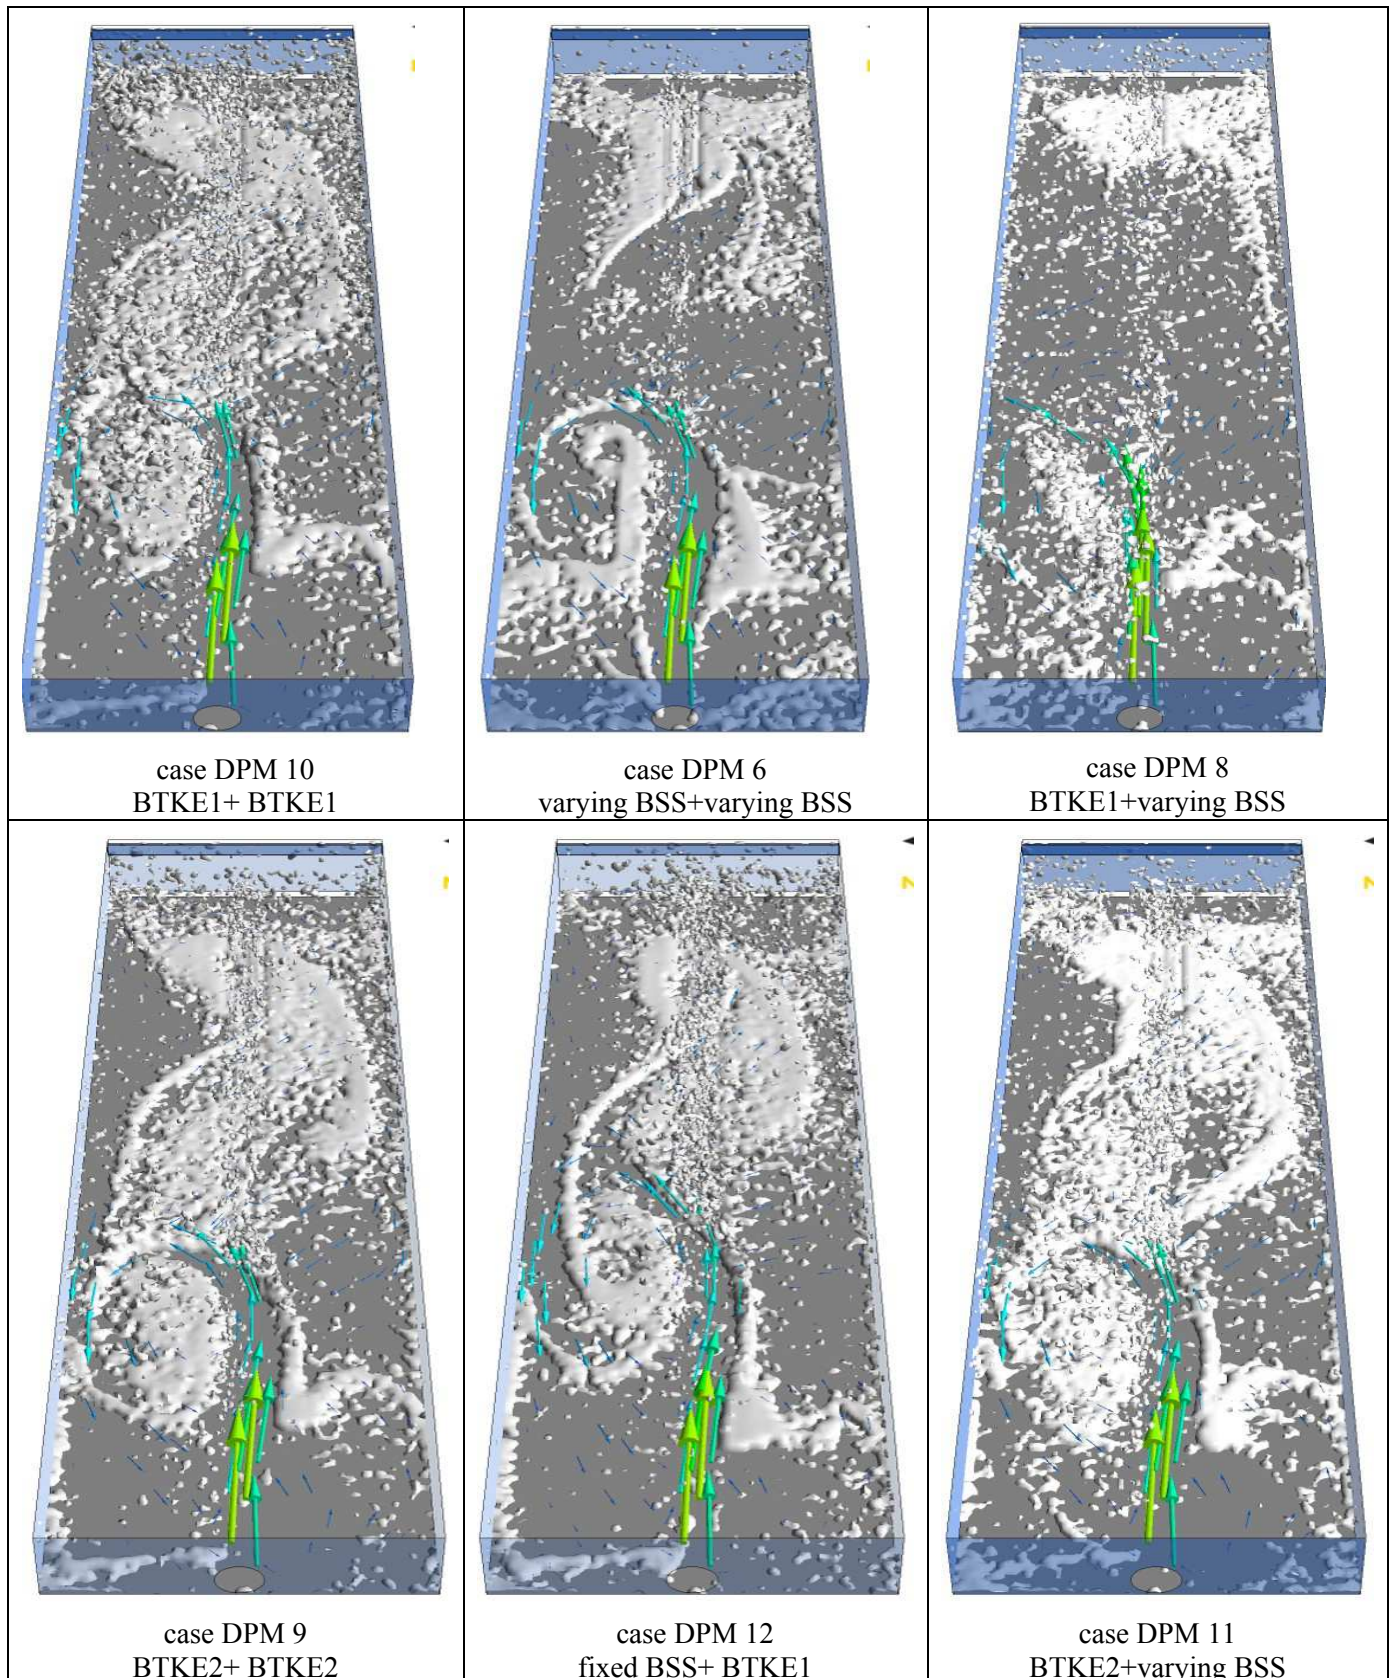 case DPM 10
BTKE1+ BTKE1
case DPM 6
varying BSS+varying BSS
case DPM 8
BTKE1+varying BSS
case DPM 9
BTKE2+ BTKE2
case DPM 12
fixed BSS+ BTKE1
case DPM 11
BTKE2+varying BSS